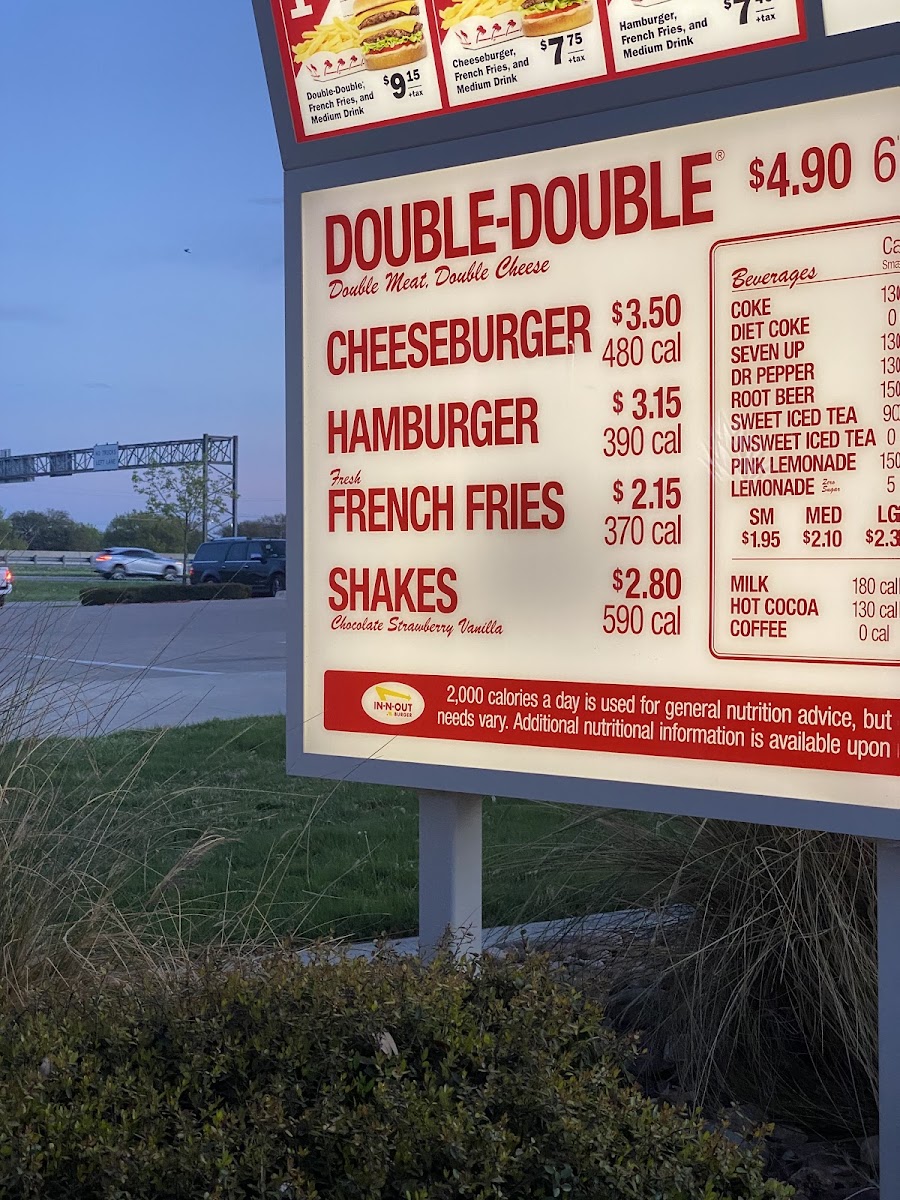 Double-Double,
French Fries, and
Medium Drink
$9.15
+tax
Cheeseburger,
French Fries, and
Medium Drink
$7.75
+tax
Hamburger,
French Fries, and
Medium Drink
+tax
DOUBLE-DOUBLE® $4.90
Double Meat, Double Cheese
CHEESEBURGER $3.50
480 cal
HAMBURGER $3.15
390 cal
Fresh
FRENCH FRIES $2.15
370 cal
SHAKES $2.80
Chocolate Strawberry Vanilla 590 cal
Beverages
COKE
DIET COKE 0
SEVEN UP
DR PEPPER
ROOT BEER
SWEET ICED TEA
UNSWEET ICED TEA 0
PINK LEMONADE
LEMONADE Zero Sugar 5
SM MED LG
$1.95 $2.10
MILK 180 cal
HOT COCOA 130 cal
COFFEE 0 cal
IN-N-OUT
BURGER
2,000 calories a day is used for general nutrition advice, but
needs vary. Additional nutritional information is available upon